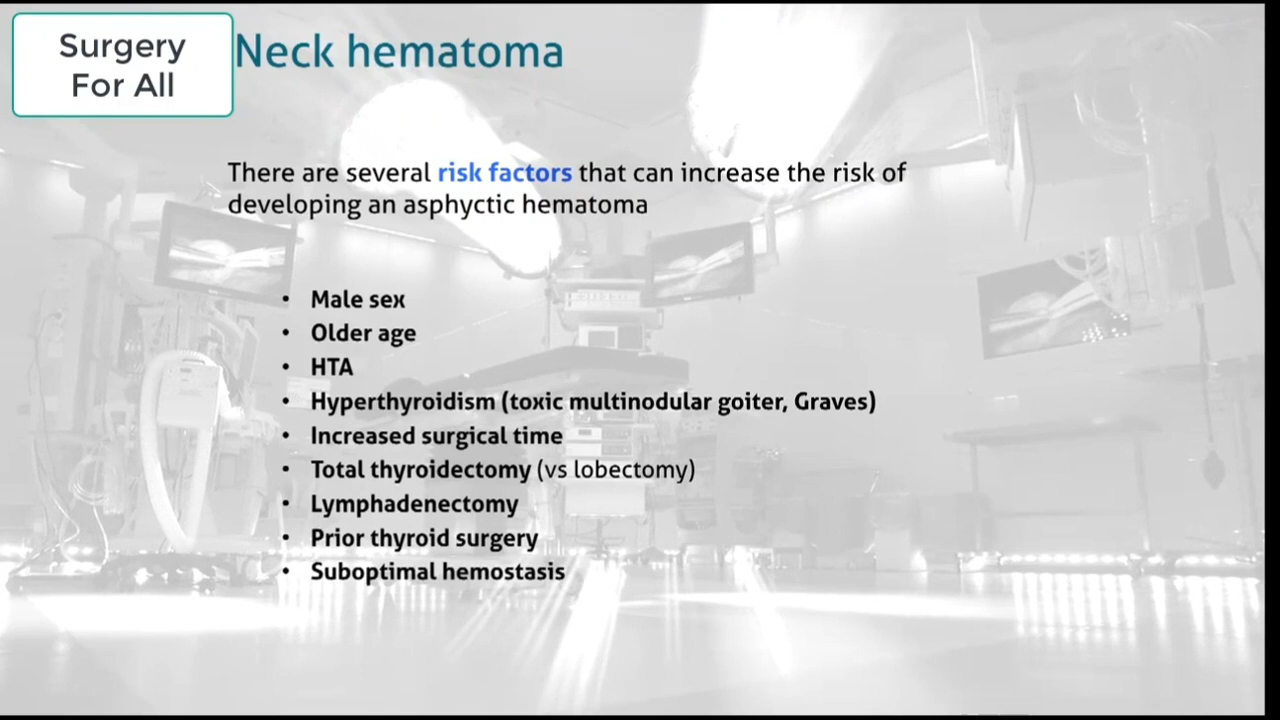 Surgery
For All
Neck hematoma
There are several risk factors that can increase the risk of
developing an asphyctic hematoma
• Male sex
• Older age
• HTA
• Hyperthyroidism (toxic multinodular goiter, Graves)
• Increased surgical time
• Total thyroidectomy (vs lobectomy)
• Lymphadenectomy
• Prior thyroid surgery
• Suboptimal hemostasis